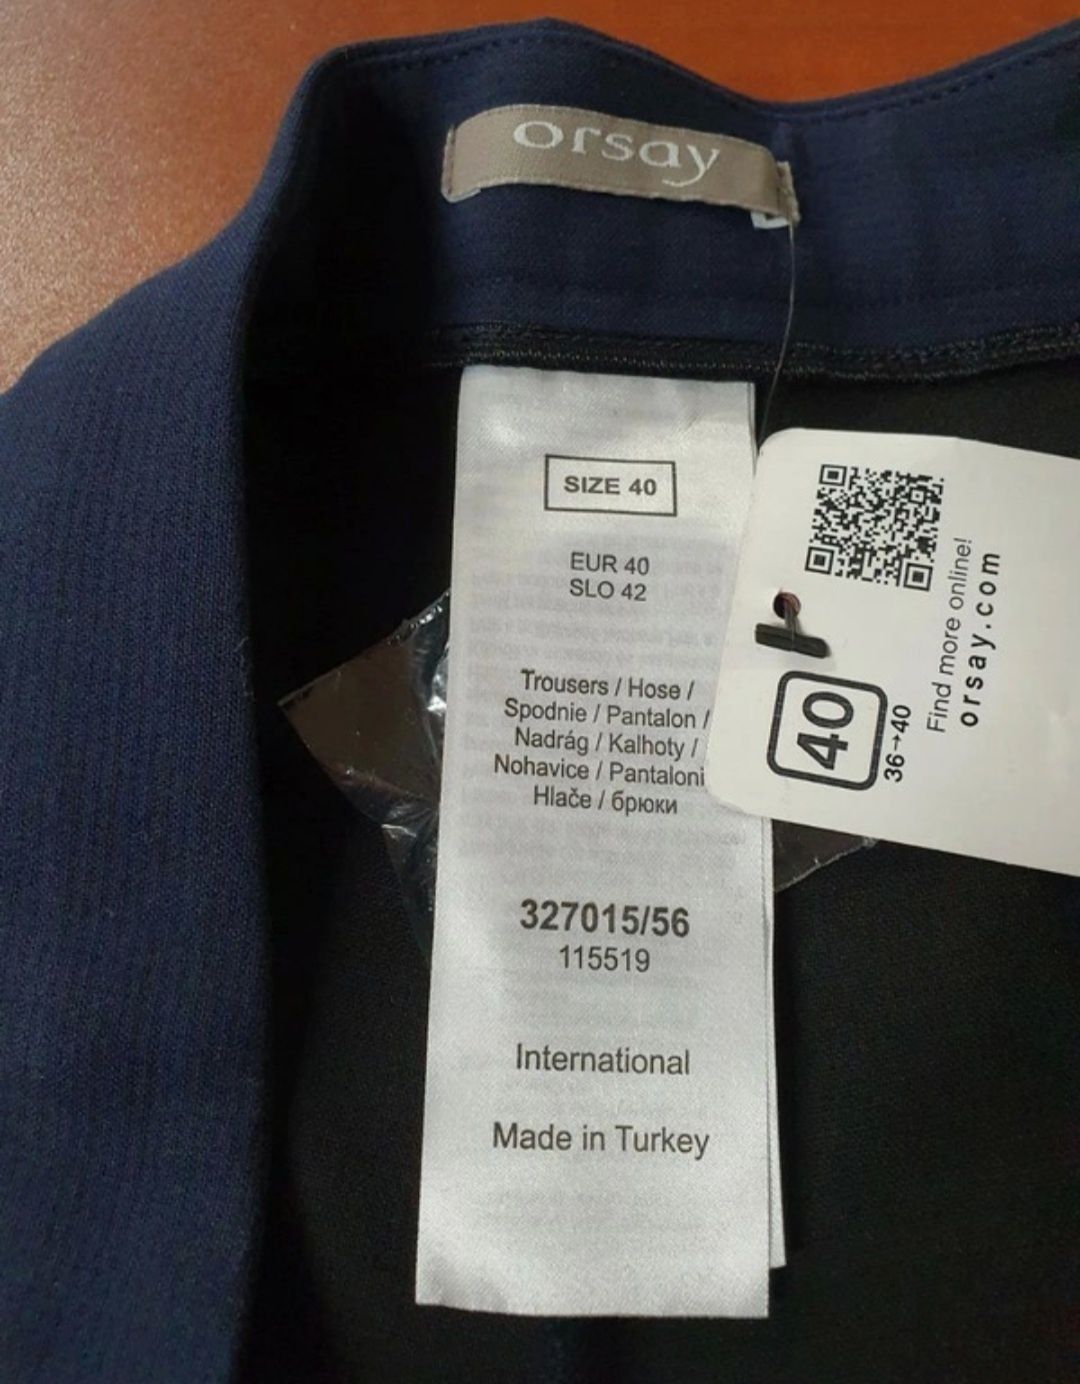 orsay
SIZE 40
EUR 40
SLO 42
Trousers / Hose /
Spodnie / Pantalon /
Nadrág / Kalhoty /
Nohavice / Pantaloni
Hlače / брюки
327015/56
115519
International
Made in Turkey
40
36→40
Find more online!
orsay.com